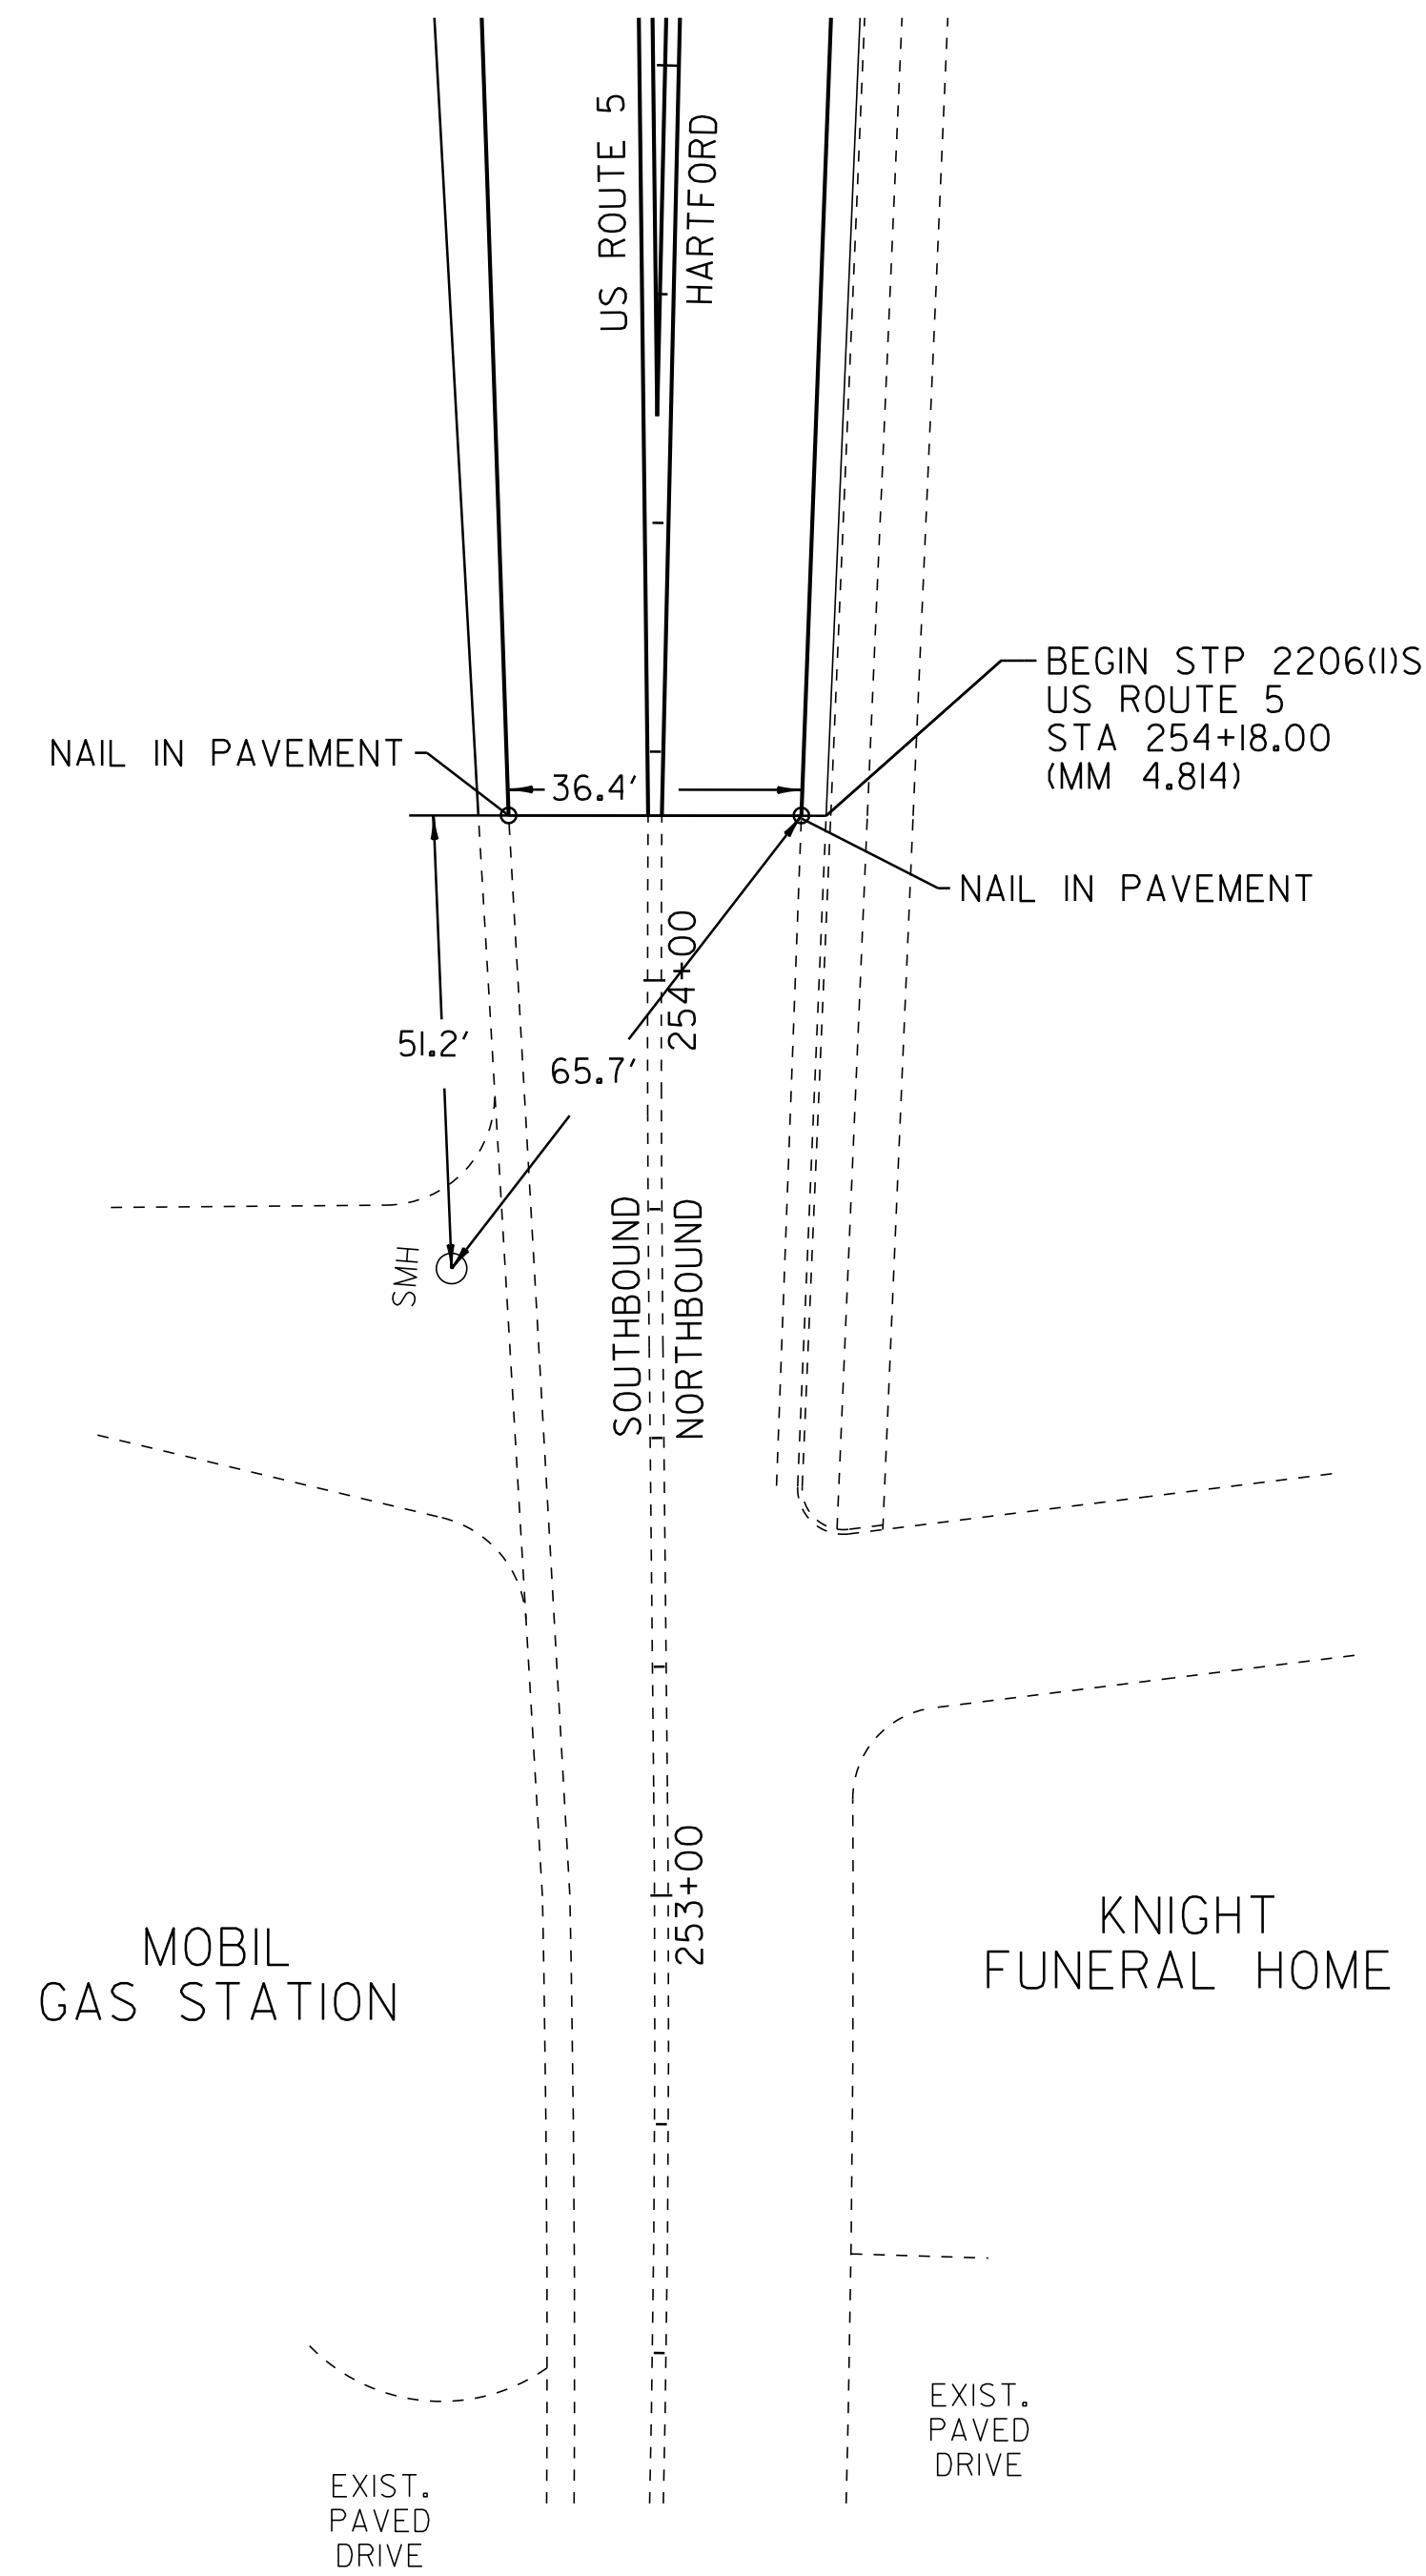 US ROUTE 5
HARTFORD
BEGIN STP 2206(1)S
US ROUTE 5
STA 254+18.00
(MM 4.814)
NAIL IN PAVEMENT
36.4'
NAIL IN PAVEMENT
254+00
51.2'
65.7'
SMH
SOUTHBOUND
NORTHBOUND
253+00
MOBIL
GAS STATION
KNIGHT
FUNERAL HOME
EXIST.
PAVED
DRIVE
EXIST.
PAVED
DRIVE